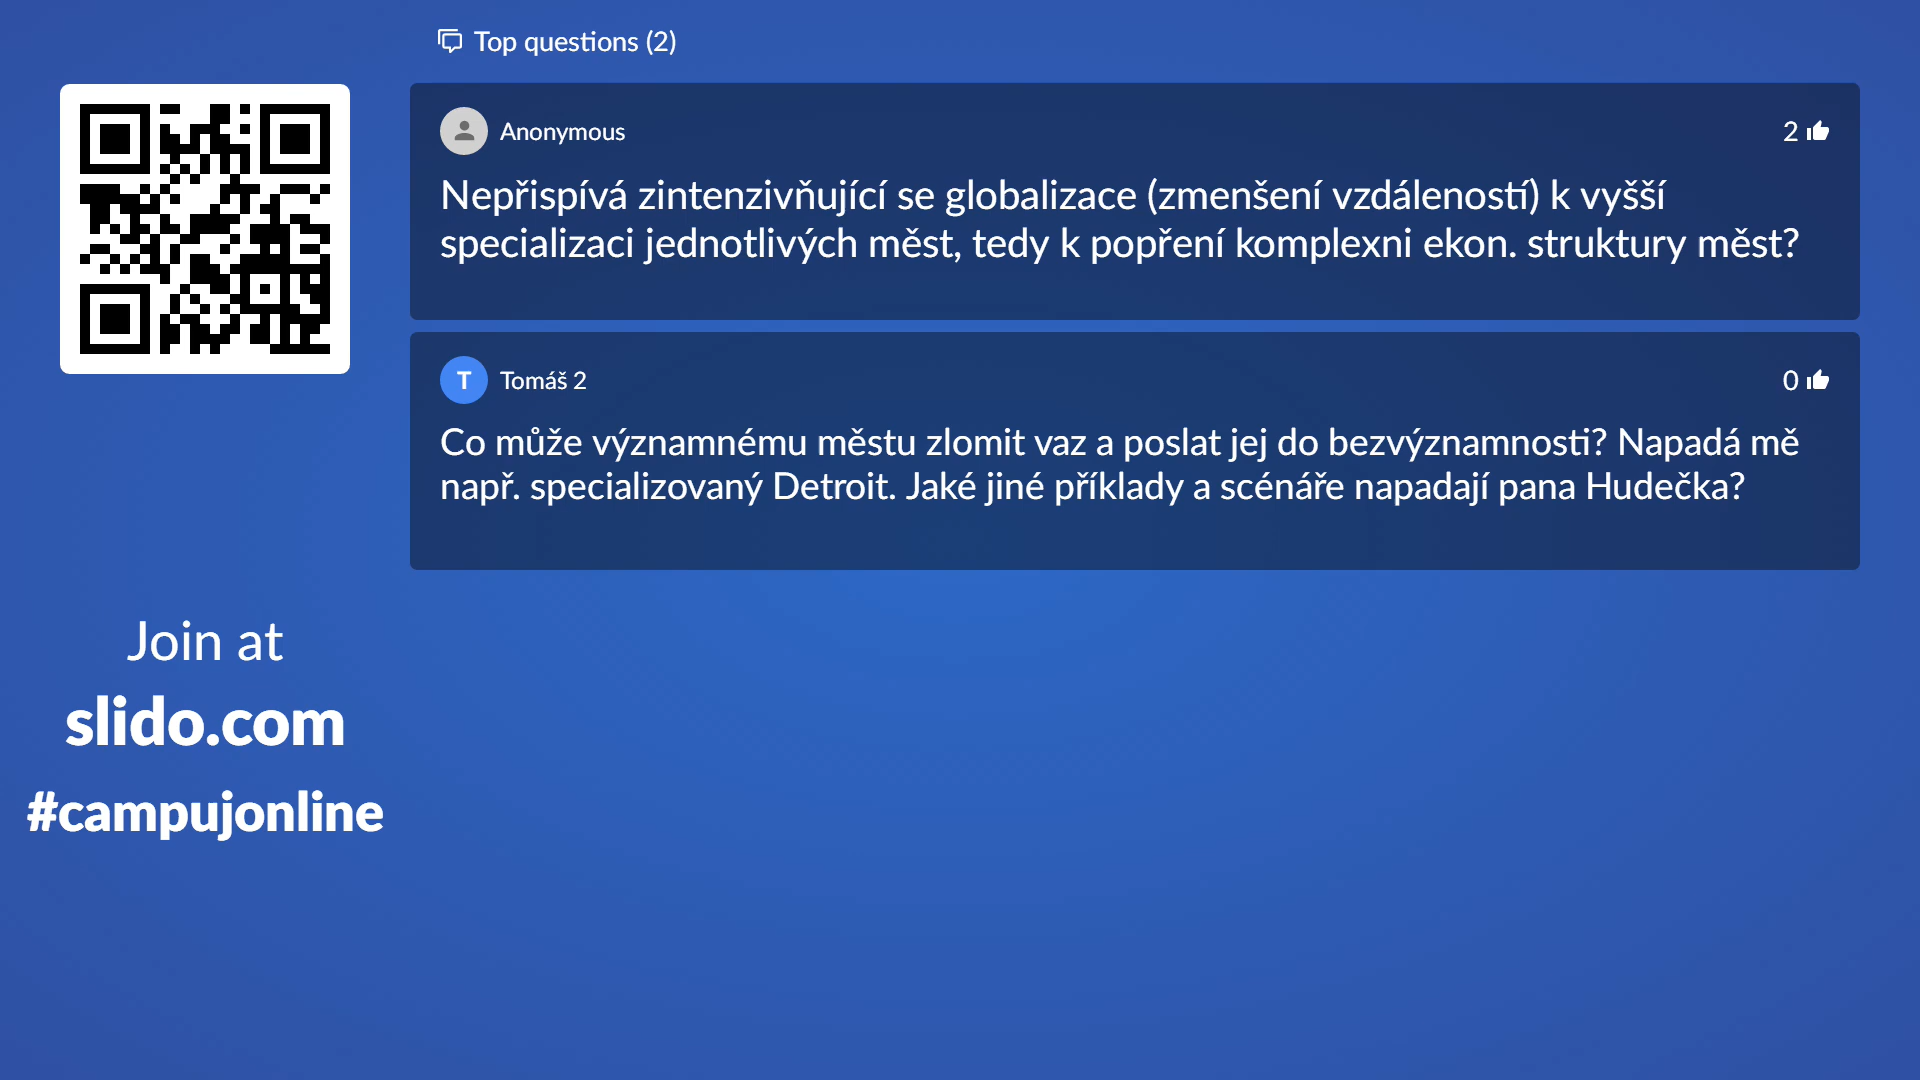 Top questions (2)
Anonymous
2
Nepřispívá zintenzivňující se globalizace (zmenšení vzdáleností) k vyšší
specializaci jednotlivých měst, tedy k popření komplexni ekon. struktury měst?
T
Tomáš 2
0
Co může významnému městu zlomit vaz a poslat jej do bezvýznamnosti? Napadá mě
např. specializovaný Detroit. Jaké jiné příklady a scénáře napadají pana Hudečka?
Join at
slido.com
#campujonline